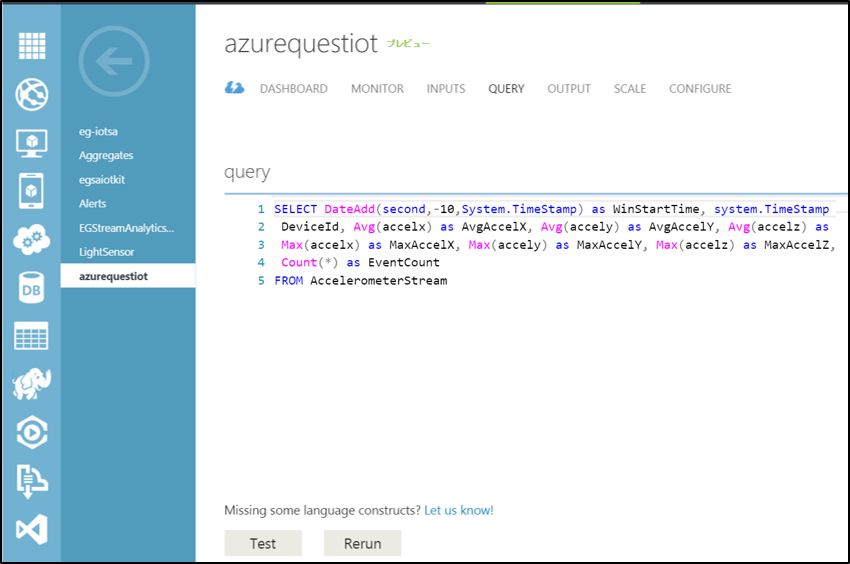 azurequestiot プレビュー
DASHBOARD MONITOR INPUTS QUERY OUTPUT SCALE CONFIGURE
eg-iotsa
Aggregates
egsaiotkit
Alerts
EGStreamAnalytics...
LightSensor
azurequestiot
DB
query
1 SELECT DateAdd(second,-10,System.TimeStamp) as WinStartTime, system.TimeStamp
2 DeviceId, Avg(accelx) as AvgAccelX, Avg(accely) as AvgAccelY, Avg(accelz) as
3 Max(accelx) as MaxAccelX, Max(accely) as MaxAccelY, Max(accelz) as MaxAccelZ,
4 Count(*) as EventCount
5 FROM AccelerometerStream
Missing some language constructs? Let us know!
Test Rerun